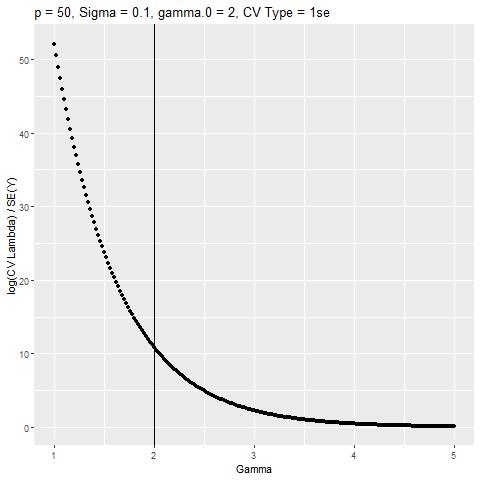 p = 50, Sigma = 0.1, gamma.0 = 2, CV Type = 1se
50
40
30
20
10
0
log(CV Lambda) / SE(Y)
1 2 3 4 5
Gamma